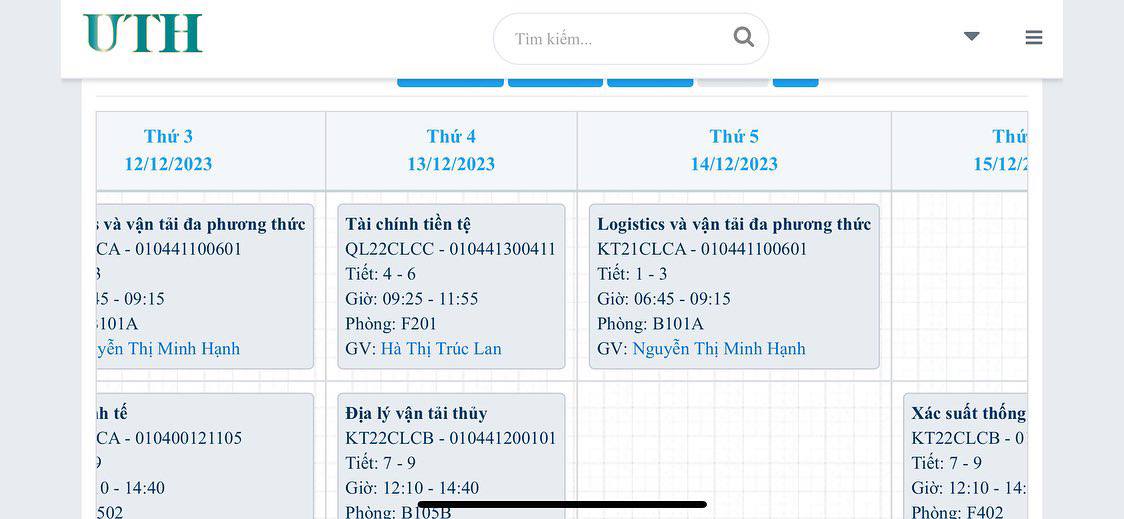 UTH
Tìm kiếm...
Thứ 3
12/12/2023
Thứ 4
13/12/2023
Thứ 5
14/12/2023
Thứ
15/12/2
và vận tải đa phương thức
CA - 010441100601
45 - 09:15
B101A
Thị Minh Hạnh
Tài chính tiền tệ
QL22CLCC - 010441300411
Tiết: 4 - 6
Giờ: 09:25 - 11:55
Phòng: F201
GV: Hà Thị Trúc Lan
Logistics và vận tải đa phương thức
KT21CLCA - 010441100601
Tiết: 1 - 3
Giờ: 06:45 - 09:15
Phòng: B101A
GV: Nguyễn Thị Minh Hạnh
tế
CA - 010400121105
9
0 - 14:40
502
Địa lý vận tải thủy
KT22CLCB - 010441200101
Tiết: 7 - 9
Giờ: 12:10 - 14:40
Phòng: B105B
Xác suất thống
KT22CLCB - 0
Tiết: 7 - 9
Giờ: 12:10 - 14:
Phòng: F402